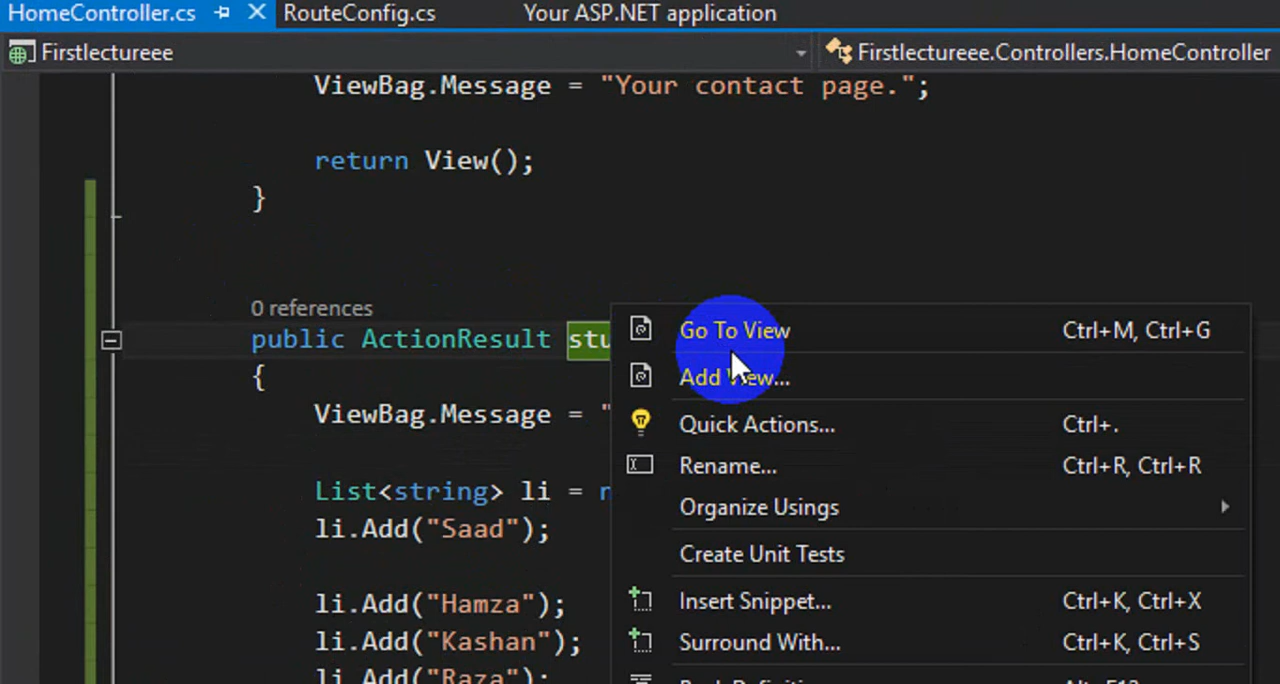 HomeController.cs RouteConfig.cs Your ASP.NET application
Firstlectureee Firstlectureee.Controllers.HomeController
ViewBag.Message = "Your contact page.";
return View();
}
0 references
public ActionResult stu
{
ViewBag.Message = "
List<string> li = n
li.Add("Saad");
li.Add("Hamza");
li.Add("Kashan");
li.Add("Raza");
Go To View Ctrl+M, Ctrl+G
Add View...
Quick Actions... Ctrl+.
Rename... Ctrl+R, Ctrl+R
Organize Usings
Create Unit Tests
Insert Snippet... Ctrl+K, Ctrl+X
Surround With... Ctrl+K, Ctrl+S